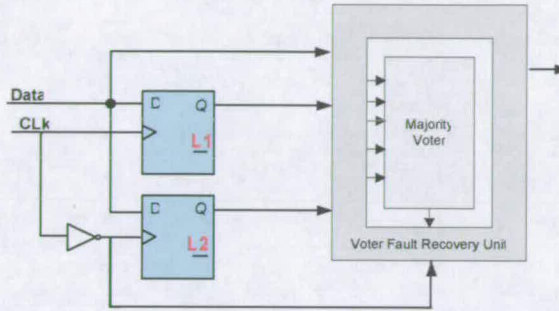 Data
CLk
D Q
L1
D Q
L2
Majority
Voter
Voter Fault Recovery Unit